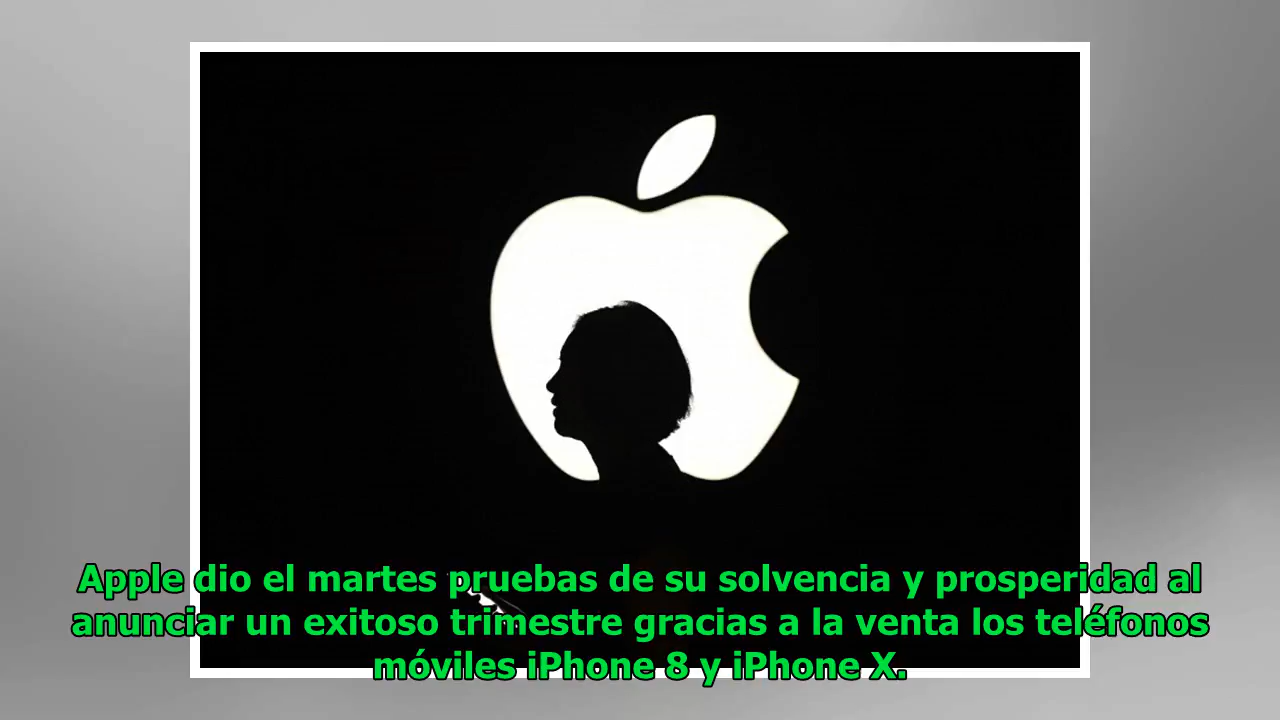 Apple dio el martes pruebas de su solvencia y prosperidad al
anunciar un exitoso trimestre gracias a la venta los teléfonos
móviles iPhone 8 y iPhone X.